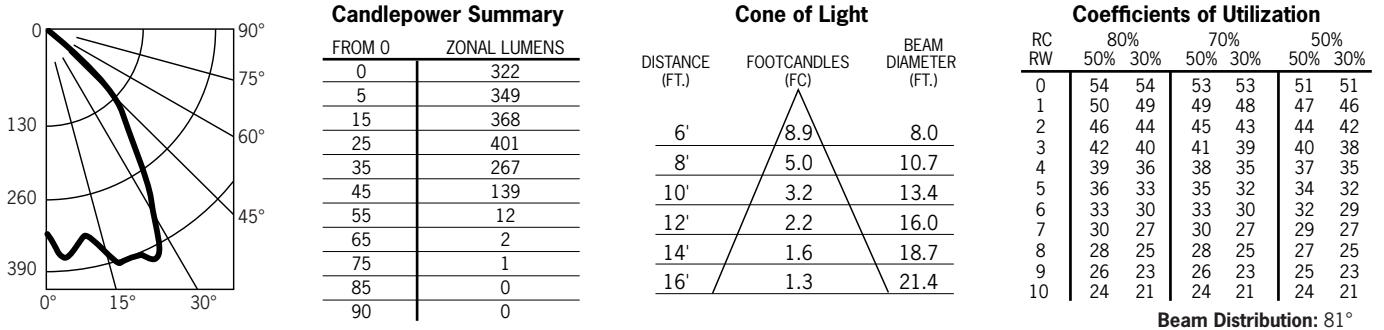 0
130
260
390
0°
15°
30°
45°
60°
75°
90°
Candlepower Summary
FROM 0 ZONAL LUMENS
0 322
5 349
15 368
25 401
35 267
45 139
55 12
65 2
75 1
85 0
90 0
Cone of Light
DISTANCE (FT.) FOOTCANDLES (FC) BEAM DIAMETER (FT.)
6' 8.9 8.0
8' 5.0 10.7
10' 3.2 13.4
12' 2.2 16.0
14' 1.6 18.7
16' 1.3 21.4
Coefficients of Utilization
RC 80% 70% 50%
RW 50% 30% 50% 30% 50% 30%
0 54 54 53 53 51 51
1 50 49 49 48 47 46
2 46 44 45 43 44 42
3 42 40 41 39 40 38
4 39 36 38 35 37 35
5 36 33 35 32 34 32
6 33 30 33 30 32 29
7 30 27 30 27 29 27
8 28 25 28 25 27 25
9 26 23 26 23 25 23
10 24 21 24 21 24 21
Beam Distribution: 81°